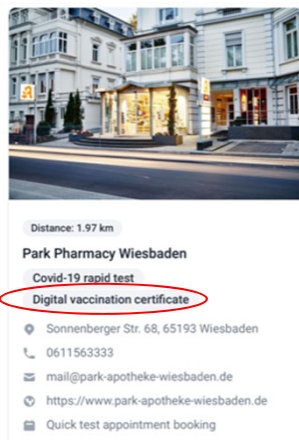 Distance: 1.97 km
Park Pharmacy Wiesbaden
Covid-19 rapid test
Digital vaccination certificate
Sonnenberger Str. 68, 65193 Wiesbaden
0611563333
mail@park-apotheke-wiesbaden.de
https://www.park-apotheke-wiesbaden.de
Quick test appointment booking